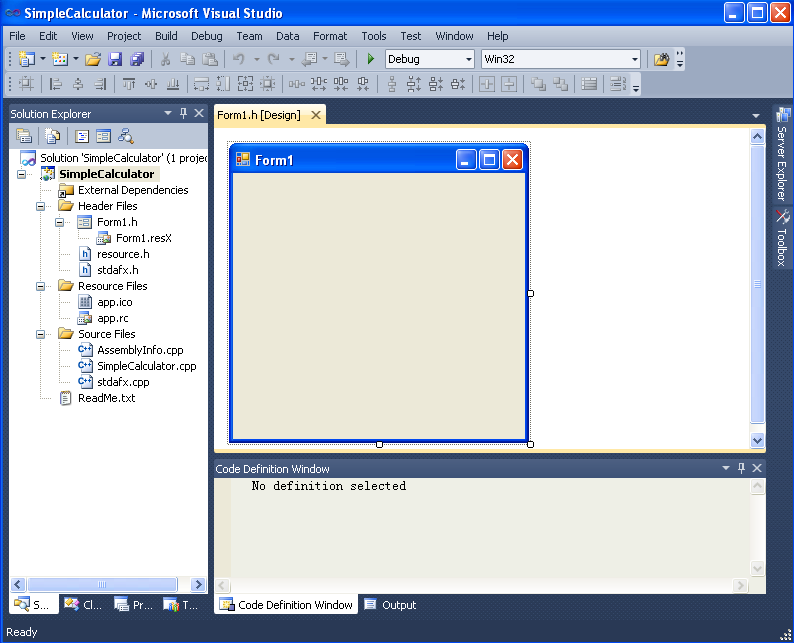 SimpleCalculator - Microsoft Visual Studio
File Edit View Project Build Debug Team Data Format Tools Test Window Help
Debug Win32
Solution Explorer
Form1.h [Design]
Solution 'SimpleCalculator' (1 projec
SimpleCalculator
External Dependencies
Header Files
Form1.h
Form1.resX
resource.h
stdafx.h
Resource Files
app.ico
app.rc
Source Files
AssemblyInfo.cpp
SimpleCalculator.cpp
stdafx.cpp
ReadMe.txt
Form1
Server Explorer
Toolbox
Code Definition Window
No definition selected
S... Cl... Pr... T...
Code Definition Window Output
Ready